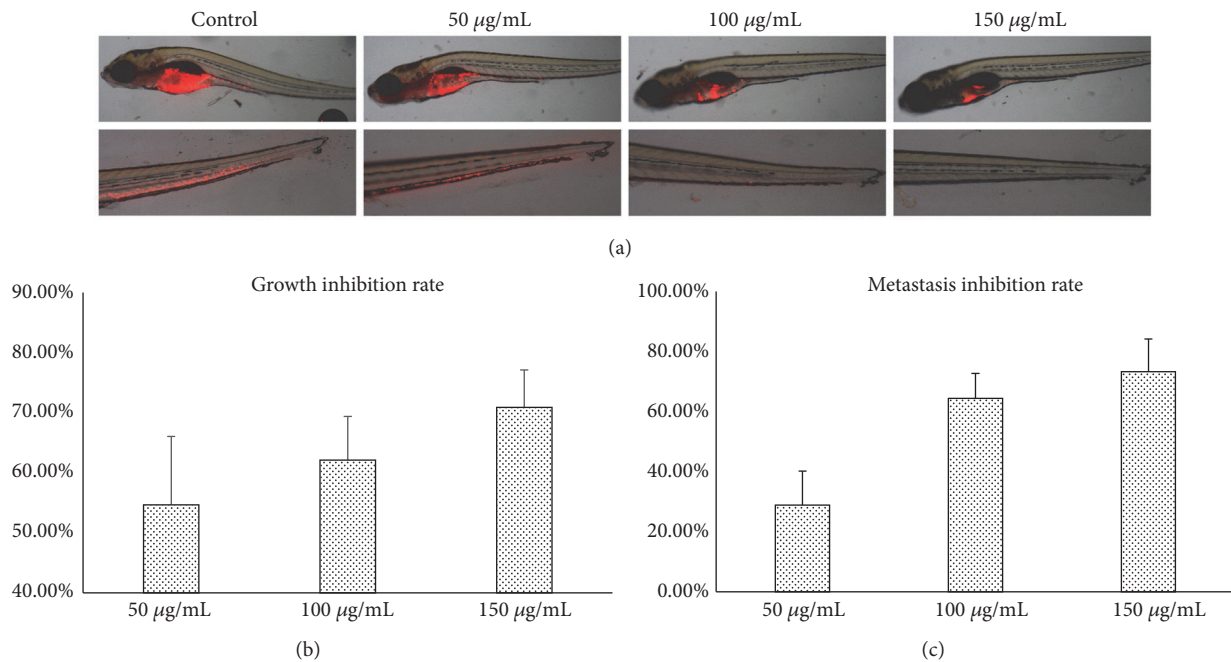 Control
50 µg/mL
100 µg/mL
150 µg/mL
(a)
Growth inhibition rate
90.00%
80.00%
70.00%
60.00%
50.00%
40.00%
50 µg/mL
100 µg/mL
150 µg/mL
(b)
Metastasis inhibition rate
100.00%
80.00%
60.00%
40.00%
20.00%
0.00%
50 µg/mL
100 µg/mL
150 µg/mL
(c)